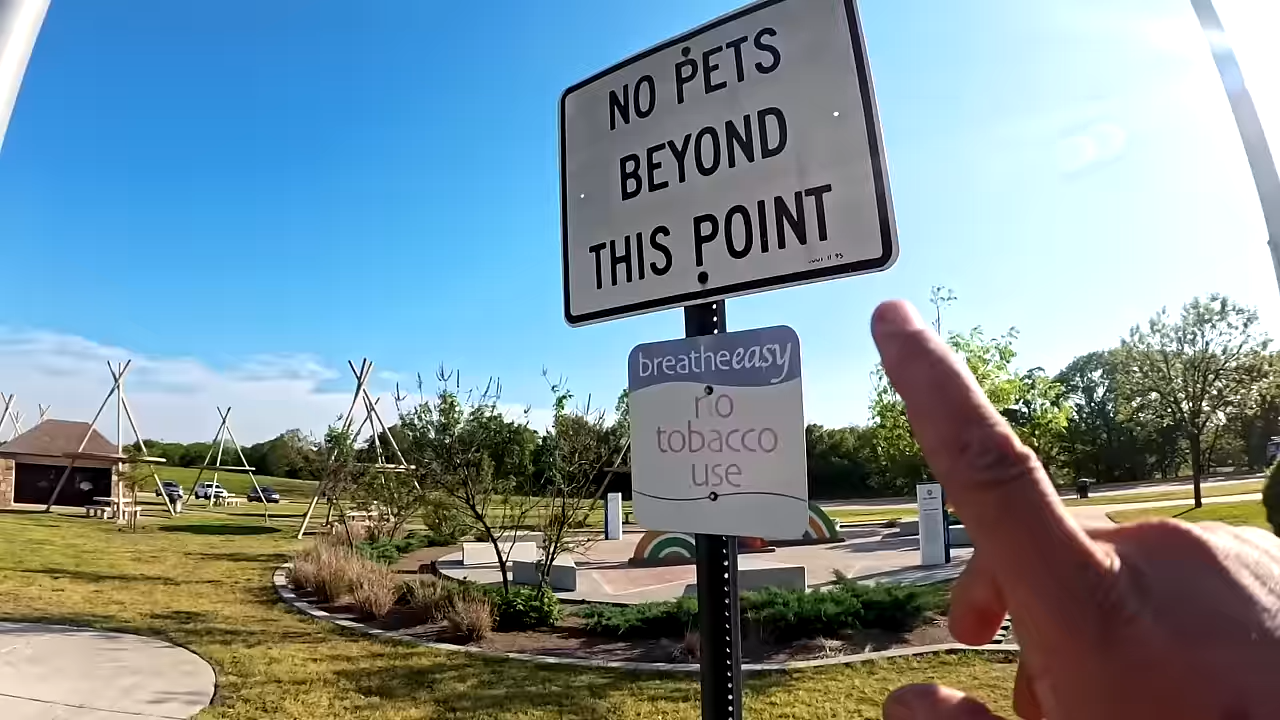 NO PETS
BEYOND
THIS POINT
breatheeasy
no
tobacco
use